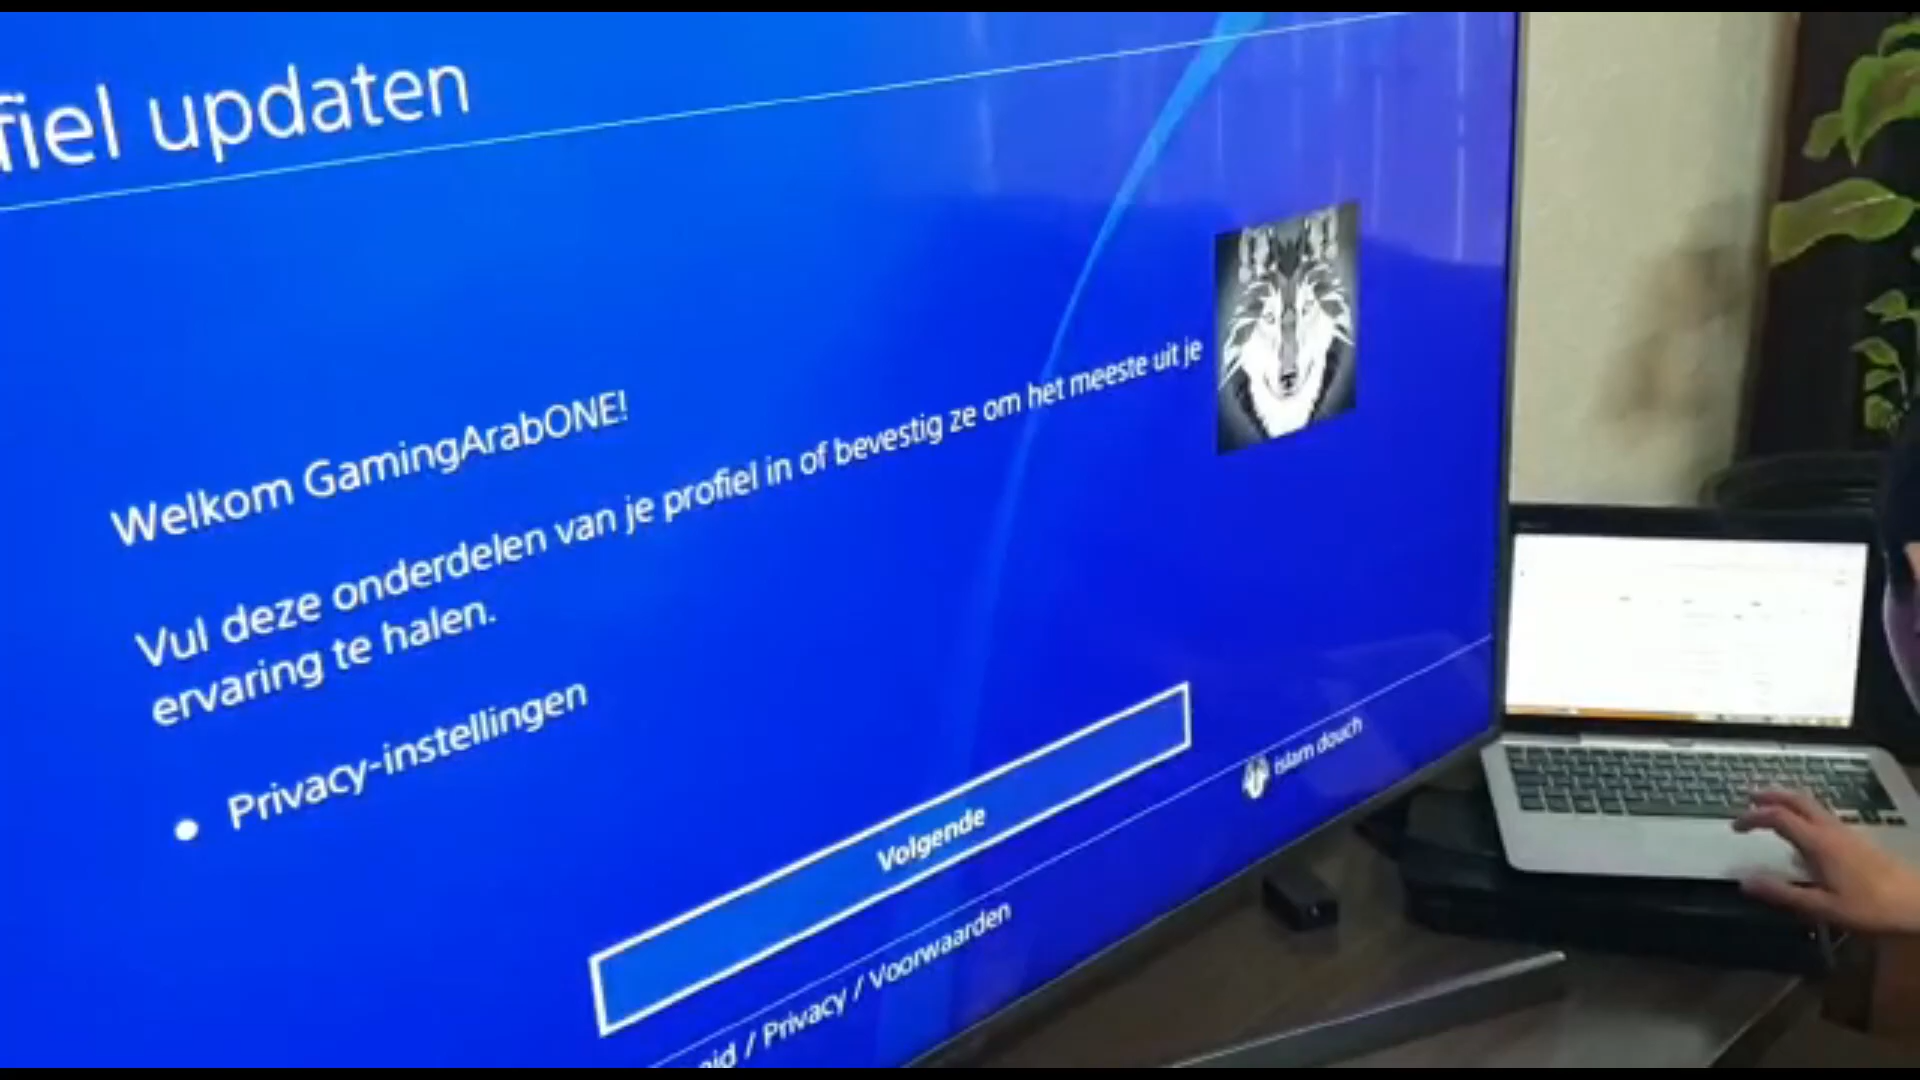 fiel updaten
Welkom GamingArabONE!
Vul deze onderdelen van je profiel in of bevestig ze om het meeste uit je
ervaring te halen.
Privacy-instellingen
Volgende
islam douch
eid / Privacy / Voorwaarden